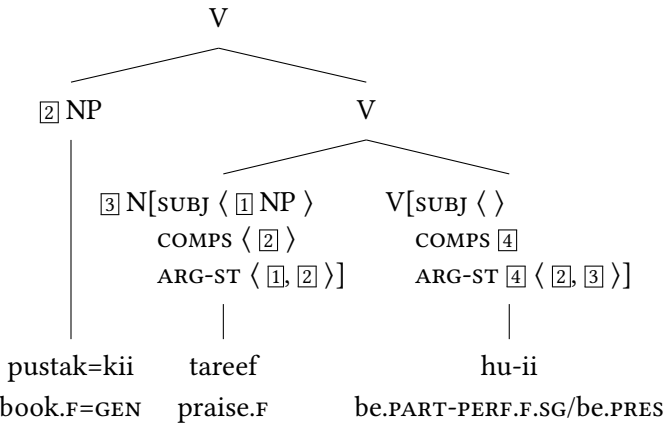 V
2 NP V
3 N[SUBJ ⟨ 1 NP ⟩ V[SUBJ ⟨ ⟩
COMPS ⟨ 2 ⟩ COMPS 4
ARG-ST ⟨ 1, 2 ⟩] ARG-ST 4 ⟨ 2, 3 ⟩]
pustak=kii tareef hu-ii
book.F=GEN praise.F be.PART-PERF.F.SG/be.PRES